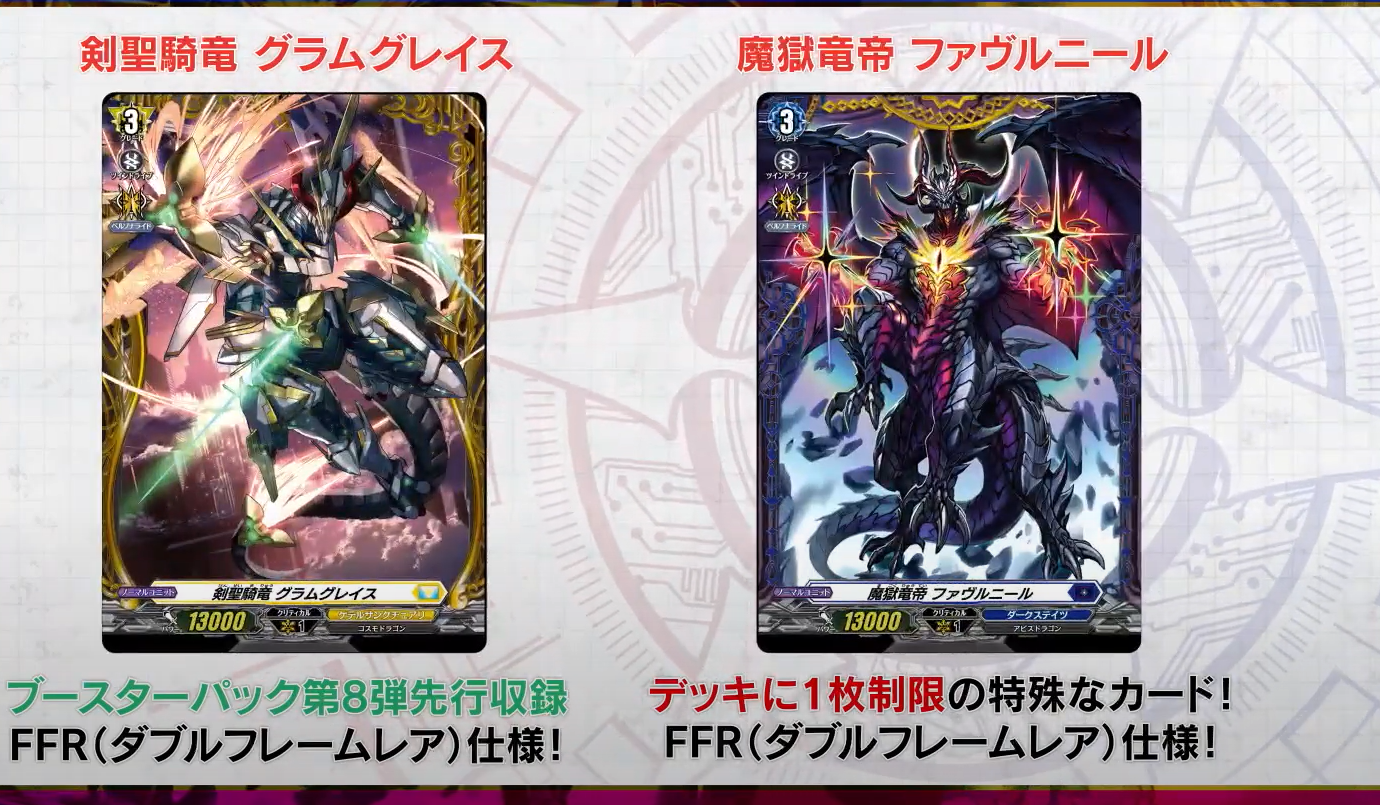 剣聖騎竜 グラムグレイス
魔獄竜帝 ファヴルニール
3
グレード
ツインドライブ
ペルソナライド
ノーマルユニット
剣聖騎竜 グラムグレイス
パワー
13000
クリティカル
1
ケテルサンクチュアリ
コスモドラゴン
3
グレード
ツインドライブ
ペルソナライド
ノーマルユニット
魔獄竜帝 ファヴルニール
パワー
13000
クリティカル
1
ダークステイツ
アビスドラゴン
ブースターパック第8弾先行収録
FFR(ダブルフレームレア)仕様!
デッキに1枚制限の特殊なカード!
FFR(ダブルフレームレア)仕様!